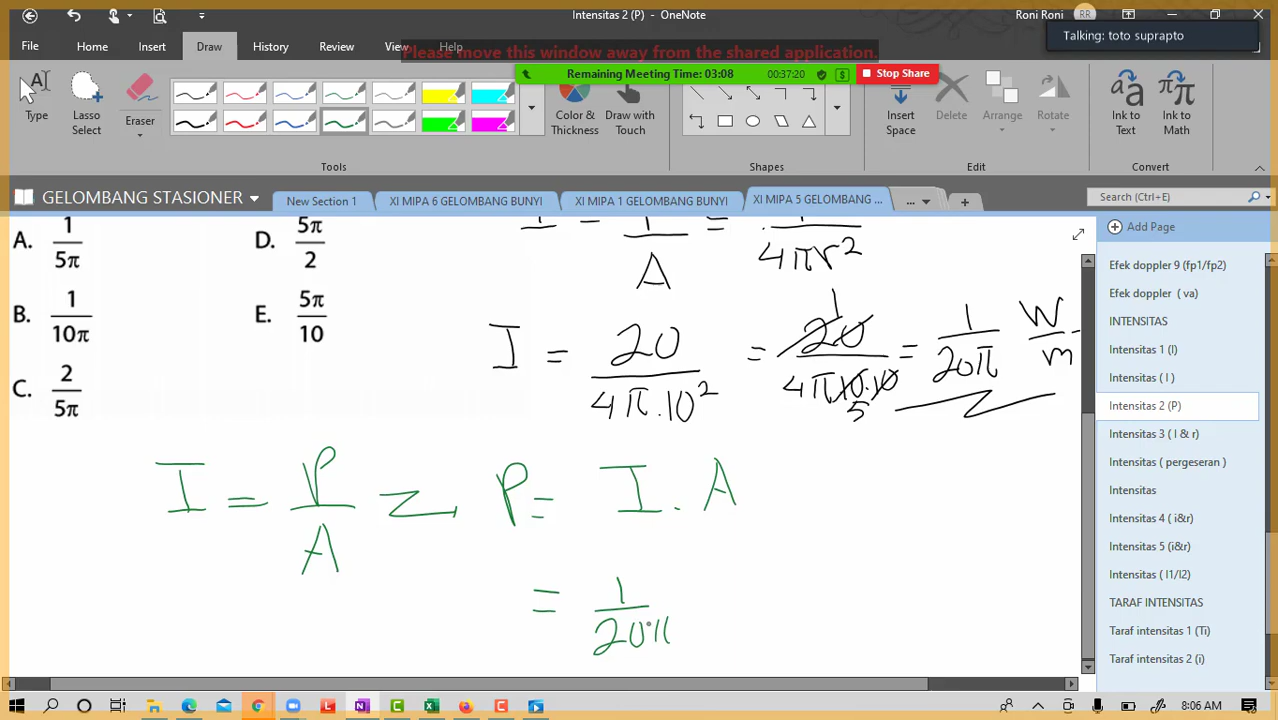 Intensitas 2 (P) - OneNote
Roni Roni RR
Talking: toto suprapto
File Home Insert Draw History Review View Help
Please move this window away from the shared application.
Remaining Meeting Time: 03:08 00:37:20 Stop Share
Type
Lasso Select
Eraser
Color & Thickness
Draw with Touch
Insert Space
Delete
Arrange
Rotate
Ink to Text
Ink to Math
Tools Shapes Edit Convert
GELOMBANG STASIONER
New Section 1 XI MIPA 6 GELOMBANG BUNYI XI MIPA 1 GELOMBANG BUNYI XI MIPA 5 GELOMBANG ... ...
Search (Ctrl+E)
A. 1/5π D. 5π/2
B. 1/10π E. 5π/10
C. 2/5π
A = 4πr²
I = 20/4π.10² = 20/4π10.10 = 1/20π W/m
1
5
I = P/A P = I . A
= 1/20π
Add Page
Efek doppler 9 (fp1/fp2)
Efek doppler ( va)
INTENSITAS
Intensitas 1 (I)
Intensitas ( I )
Intensitas 2 (P)
Intensitas 3 ( I & r)
Intensitas ( pergeseran )
Intensitas
Intensitas 4 ( i&r)
Intensitas 5 (i&r)
Intensitas ( I1/I2)
TARAF INTENSITAS
Taraf intensitas 1 (Ti)
Taraf intensitas 2 (i)
8:06 AM